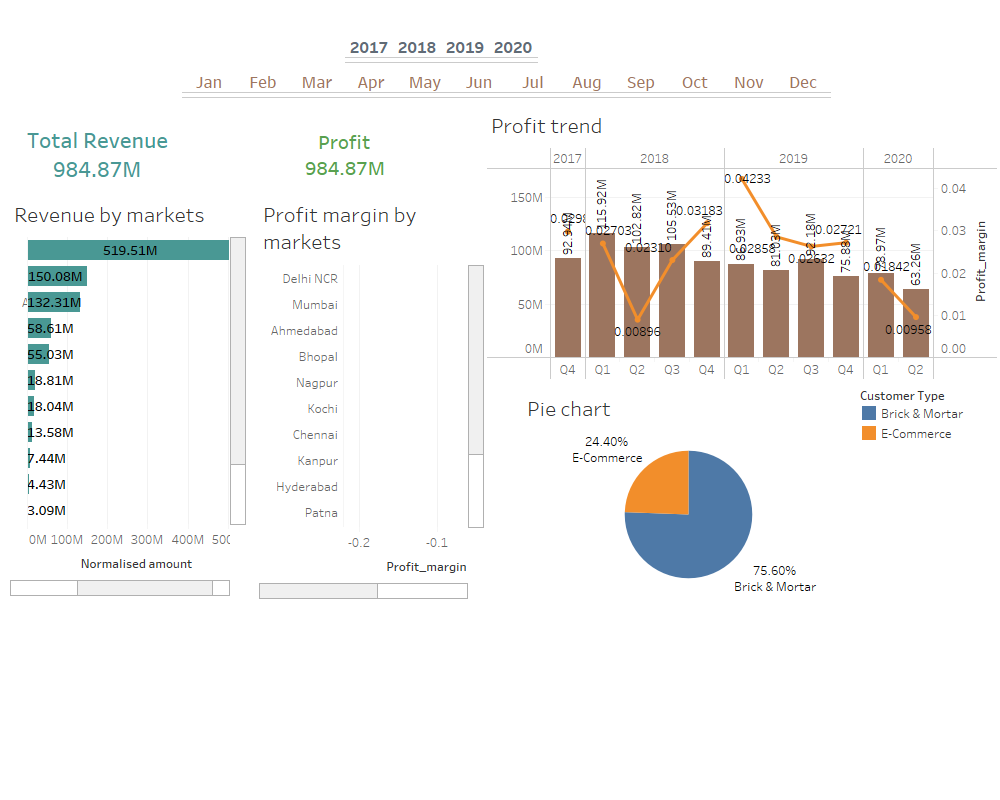 2017 2018 2019 2020
Jan Feb Mar Apr May Jun Jul Aug Sep Oct Nov Dec
Total Revenue
984.87M
Profit
984.87M
Revenue by markets
519.51M
150.08M
132.31M
58.61M
55.03M
18.81M
18.04M
13.58M
7.44M
4.43M
3.09M
0M 100M 200M 300M 400M
Normalised amount
Profit margin by
markets
Delhi NCR
Mumbai
Ahmedabad
Bhopal
Nagpur
Kochi
Chennai
Kanpur
Hyderabad
Patna
-0.2 -0.1
Profit_margin
Profit trend
2017 2018 2019 2020
150M
100M
50M
0M
115.92M
102.82M
105.53M
63.26M
0.02703
0.00896
0.02310
0.03183
0.04233
0.02632
0.02721
0.01842
0.00958
0.04
0.03
0.02
0.01
0.00
Profit_margin
Q4 Q1 Q2 Q3 Q4 Q1 Q2 Q3 Q4 Q1 Q2
Pie chart
Customer Type
Brick & Mortar
E-Commerce
24.40%
E-Commerce
75.60%
Brick & Mortar